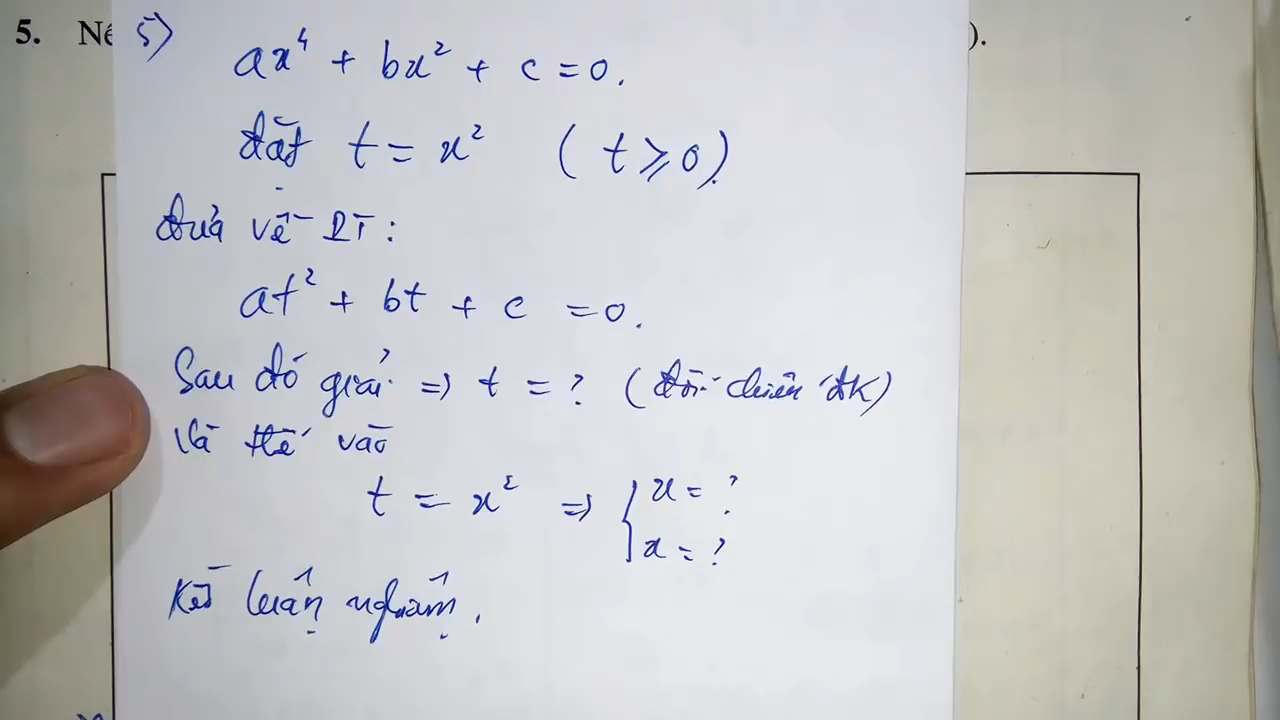 5. Nê
).
5)
ax⁴ + bx² + c = 0.
đặt t = x² (t ≥ 0).
đưa về PT:
at² + bt + c = 0.
Sau đó giải ⇒ t = ? (đối chiếu ĐK)
Và thế vào
t = x² ⇒ { x = ?
x = ?
Kết luận nghiệm.